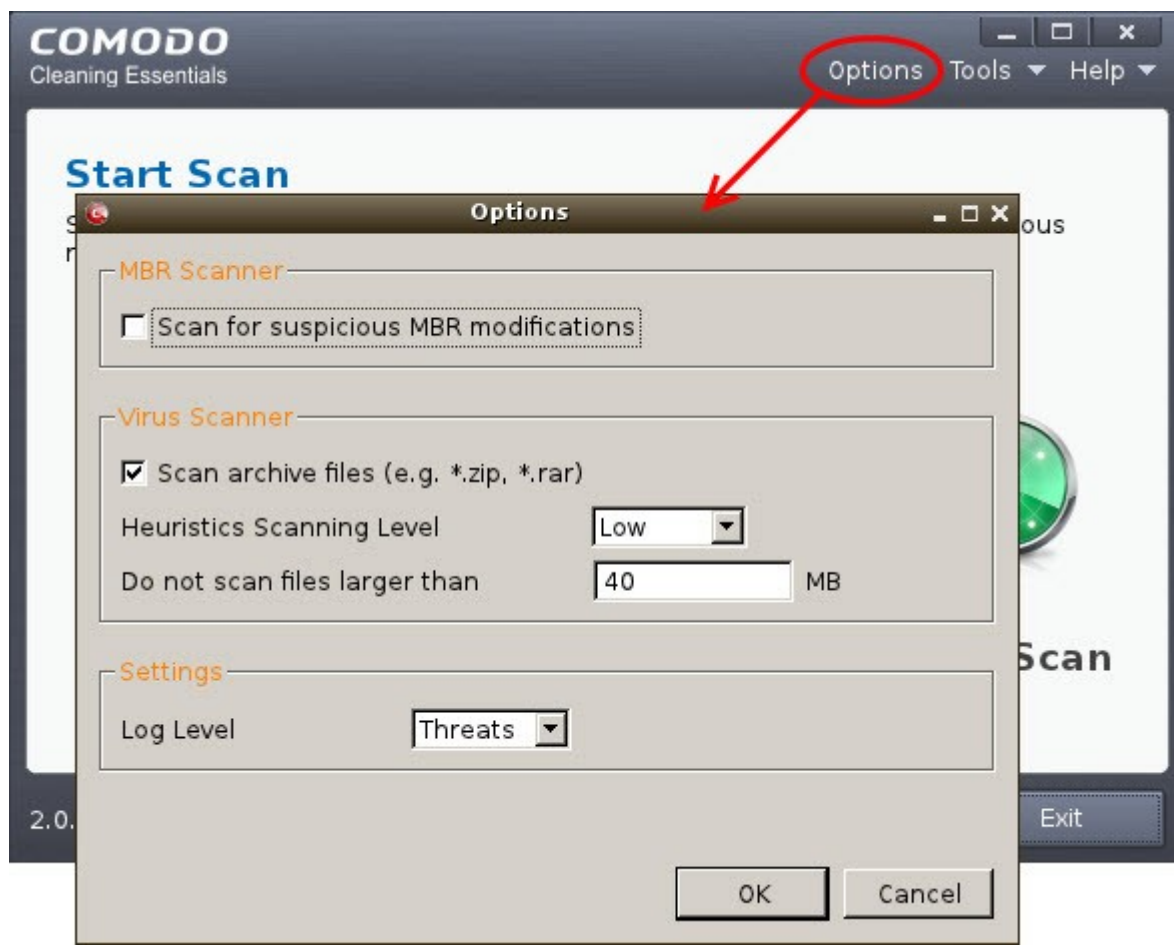 COMODO
Cleaning Essentials
Options Tools Help
Start Scan
Options
ous
MBR Scanner
Scan for suspicious MBR modifications
Virus Scanner
Scan archive files (e.g. *.zip, *.rar)
Heuristics Scanning Level Low
Do not scan files larger than 40 MB
Scan
Settings
Log Level Threats
2.0.
Exit
OK Cancel